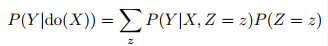 P(Y|do(X)) = ∑_z P(Y|X, Z = z)P(Z = z)